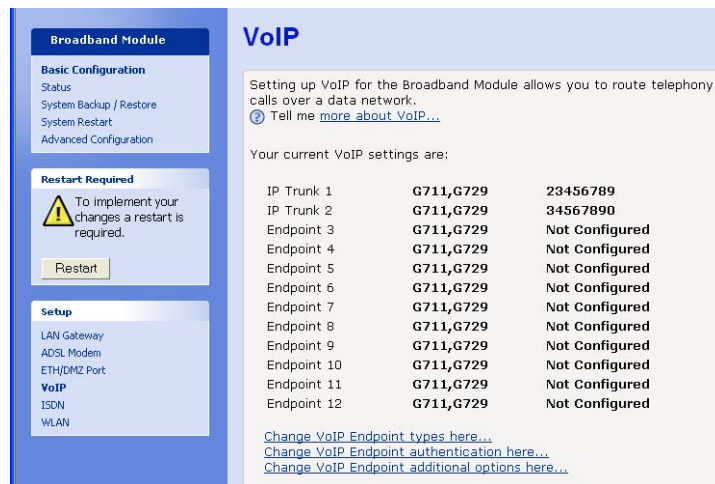 Broadband Module
Basic Configuration
Status
System Backup / Restore
System Restart
Advanced Configuration
Restart Required
To implement your
changes a restart is
required.
Restart
Setup
LAN Gateway
ADSL Modem
ETH/DMZ Port
VoIP
ISDN
WLAN
VoIP
Setting up VoIP for the Broadband Module allows you to route telephony
calls over a data network.
Tell me more about VoIP...
Your current VoIP settings are:
IP Trunk 1 G711,G729 23456789
IP Trunk 2 G711,G729 34567890
Endpoint 3 G711,G729 Not Configured
Endpoint 4 G711,G729 Not Configured
Endpoint 5 G711,G729 Not Configured
Endpoint 6 G711,G729 Not Configured
Endpoint 7 G711,G729 Not Configured
Endpoint 8 G711,G729 Not Configured
Endpoint 9 G711,G729 Not Configured
Endpoint 10 G711,G729 Not Configured
Endpoint 11 G711,G729 Not Configured
Endpoint 12 G711,G729 Not Configured
Change VoIP Endpoint types here...
Change VoIP Endpoint authentication here...
Change VoIP Endpoint additional options here...